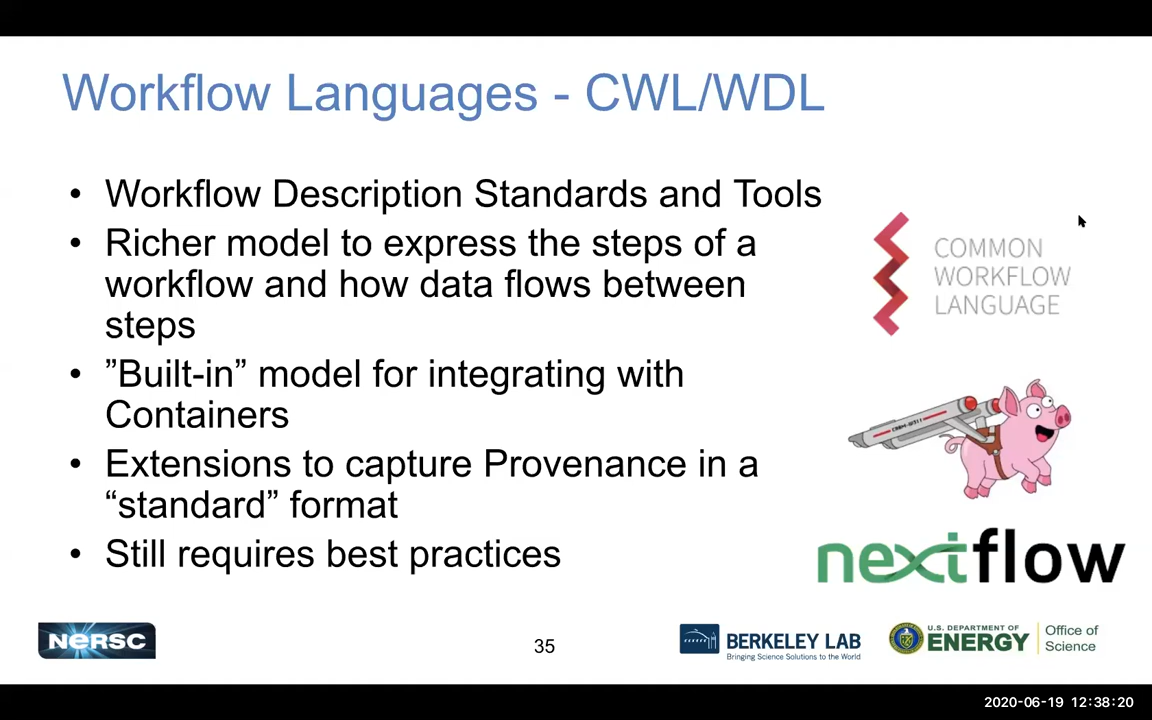 Workflow Languages - CWL/WDL
• Workflow Description Standards and Tools
• Richer model to express the steps of a
workflow and how data flows between
steps
• ”Built-in” model for integrating with
Containers
• Extensions to capture Provenance in a
“standard” format
• Still requires best practices
COMMON
WORKFLOW
LANGUAGE
nextflow
NERSC
35
BERKELEY LAB
Bringing Science Solutions to the World
U.S. DEPARTMENT OF
ENERGY
Office of
Science
2020-06-19 12:38:20